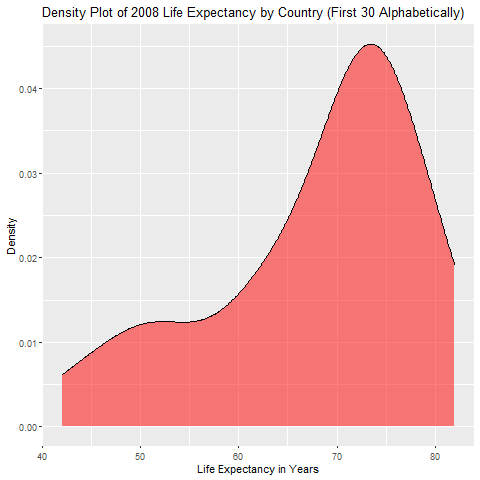 Density Plot of 2008 Life Expectancy by Country (First 30 Alphabetically)
0.04
0.03
0.02
0.01
0.00
Density
40 50 60 70 80
Life Expectancy in Years